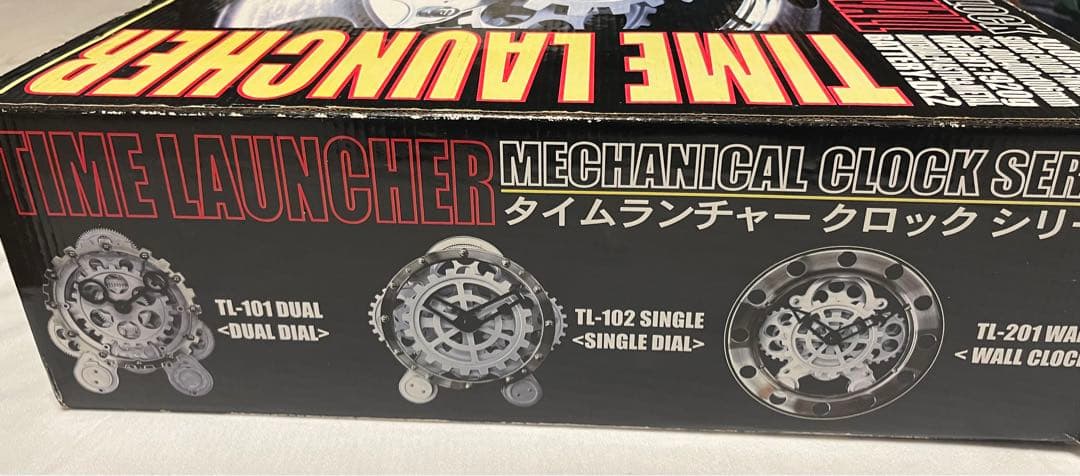 TIME LAUNCHER
TIME LAUNCHER
MECHANICAL CLOCK SER
タイムランチャー クロック シリー
TL-101 DUAL
<DUAL DIAL>
TL-102 SINGLE
<SINGLE DIAL>
TL-201 WA
< WALL CLOC